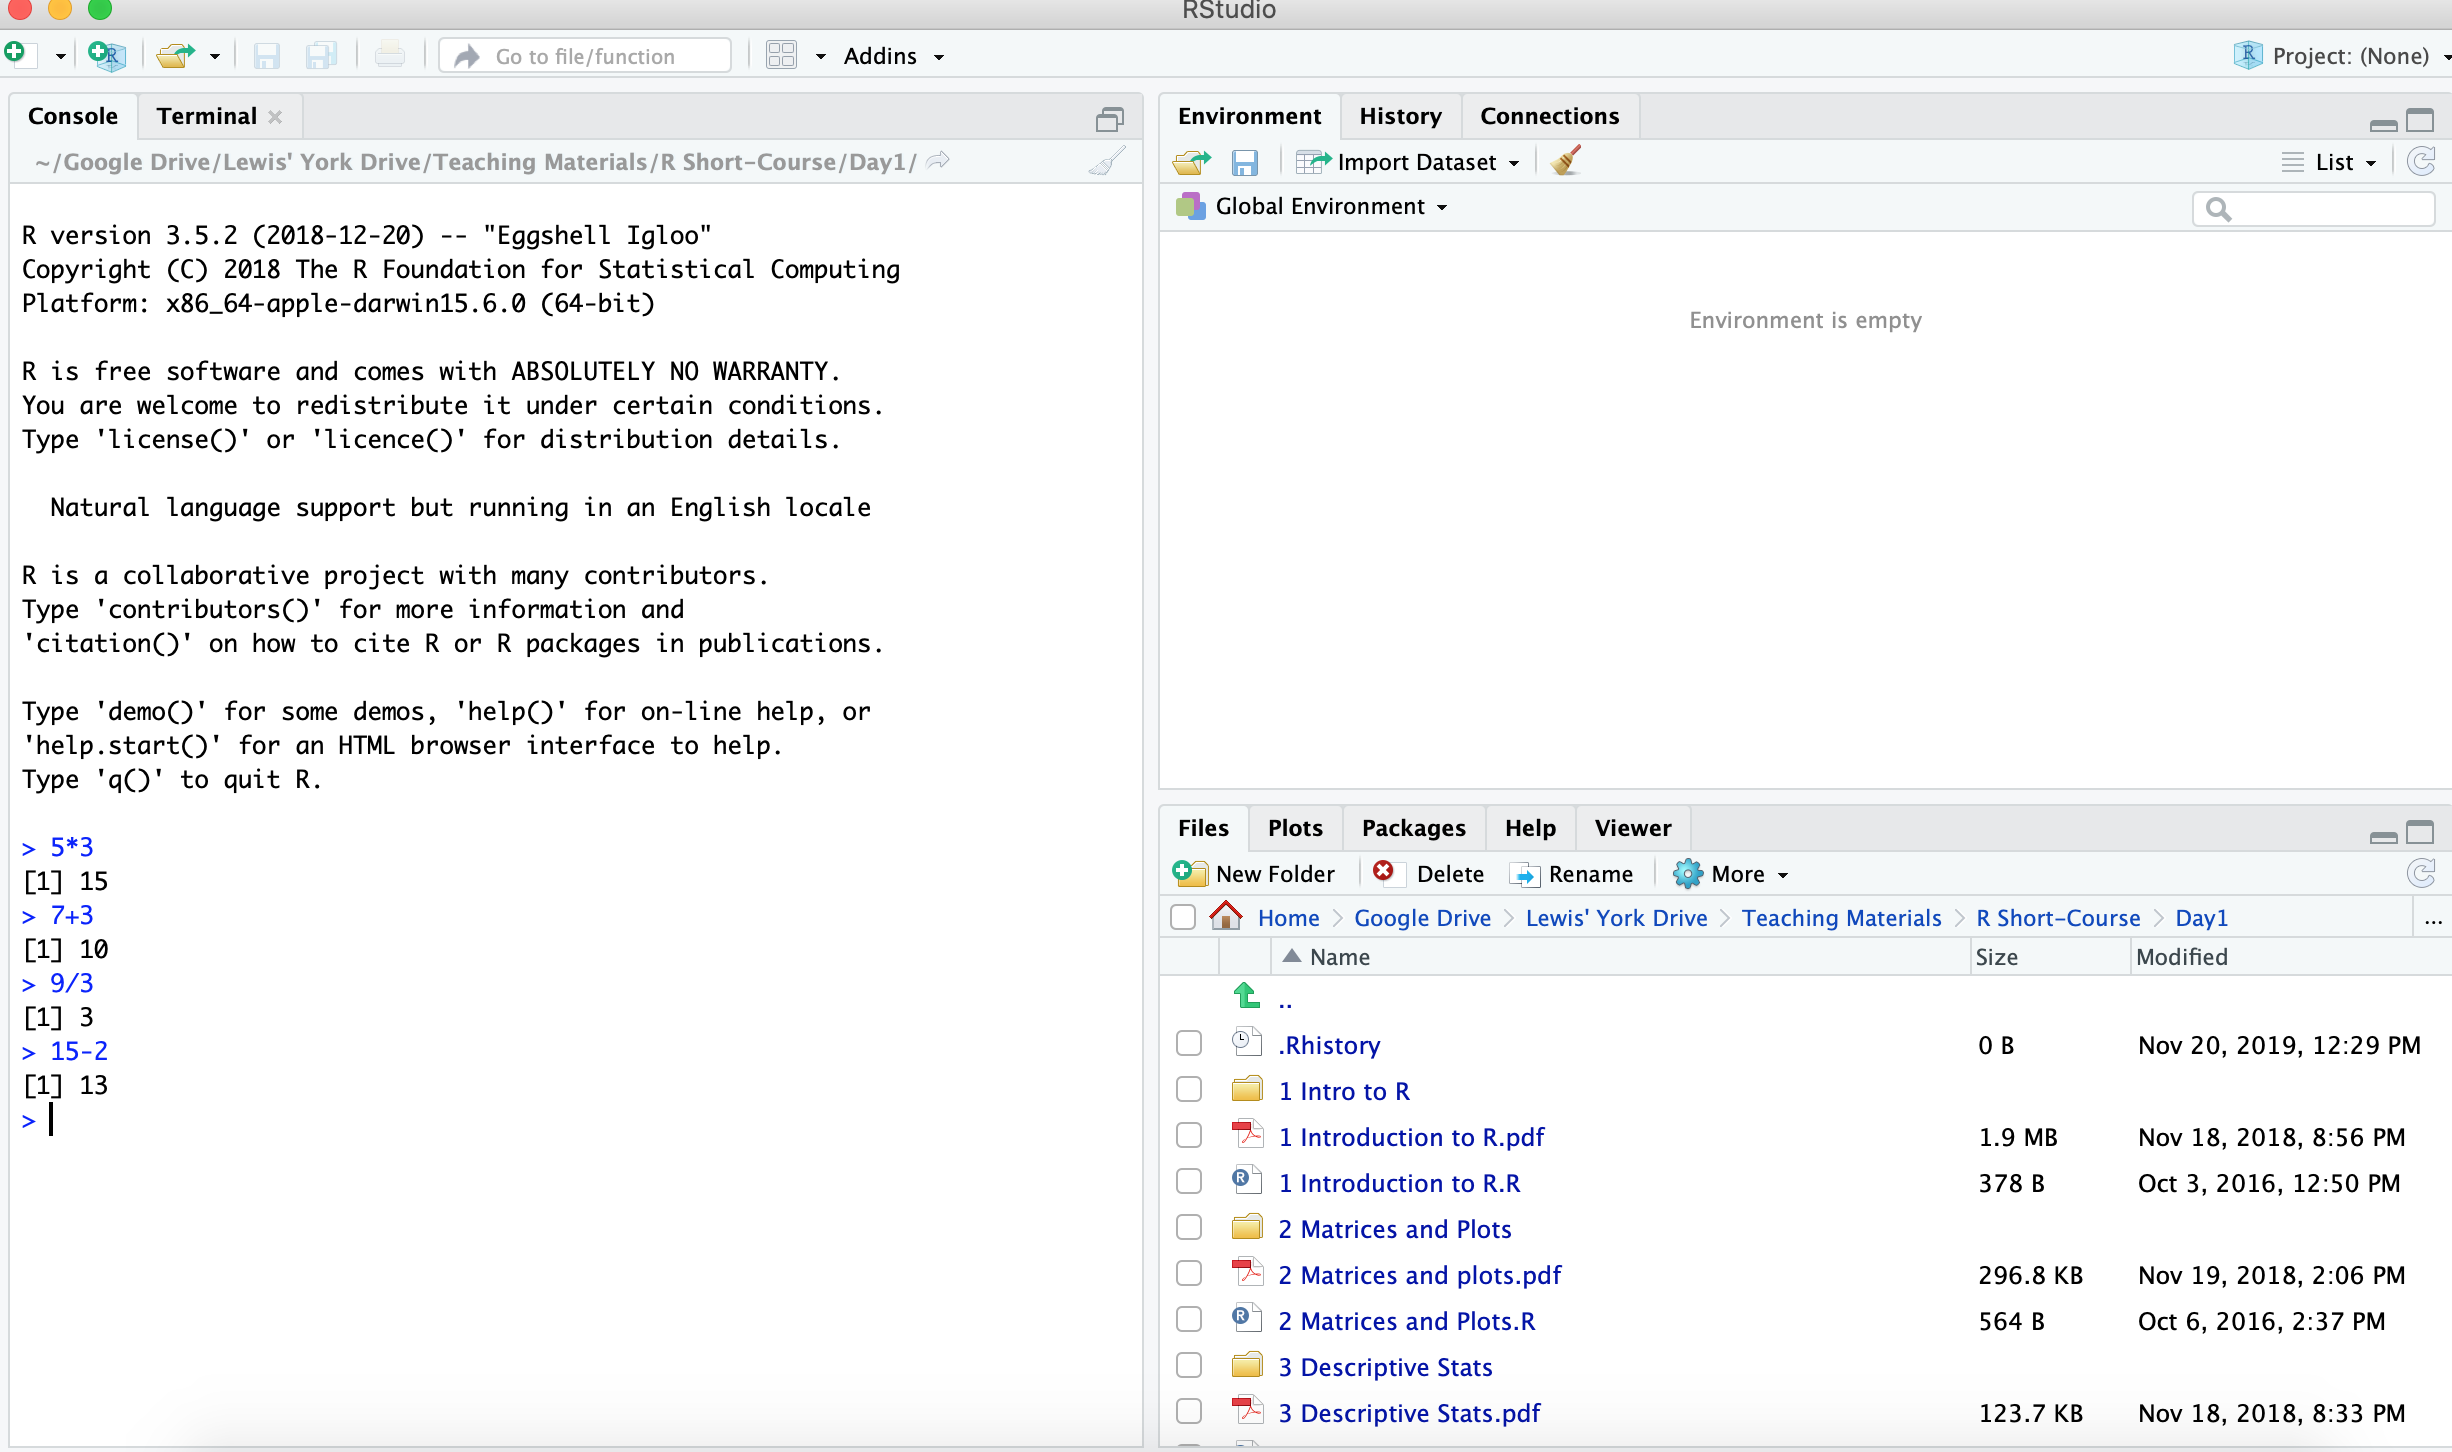 RStudio
Go to file/function
Addins
Project: (None)
Console Terminal
~/Google Drive/Lewis' York Drive/Teaching Materials/R Short-Course/Day1/
R version 3.5.2 (2018-12-20) -- "Eggshell Igloo"
Copyright (C) 2018 The R Foundation for Statistical Computing
Platform: x86_64-apple-darwin15.6.0 (64-bit)
R is free software and comes with ABSOLUTELY NO WARRANTY.
You are welcome to redistribute it under certain conditions.
Type 'license()' or 'licence()' for distribution details.
Natural language support but running in an English locale
R is a collaborative project with many contributors.
Type 'contributors()' for more information and
'citation()' on how to cite R or R packages in publications.
Type 'demo()' for some demos, 'help()' for on-line help, or
'help.start()' for an HTML browser interface to help.
Type 'q()' to quit R.
> 5*3
[1] 15
> 7+3
[1] 10
> 9/3
[1] 3
> 15-2
[1] 13
>
Environment History Connections
Import Dataset List
Global Environment
Environment is empty
Files Plots Packages Help Viewer
New Folder Delete Rename More
Home Google Drive Lewis' York Drive Teaching Materials R Short-Course Day1 ...
Name Size Modified
..
.Rhistory 0 B Nov 20, 2019, 12:29 PM
1 Intro to R
1 Introduction to R.pdf 1.9 MB Nov 18, 2018, 8:56 PM
1 Introduction to R.R 378 B Oct 3, 2016, 12:50 PM
2 Matrices and Plots
2 Matrices and plots.pdf 296.8 KB Nov 19, 2018, 2:06 PM
2 Matrices and Plots.R 564 B Oct 6, 2016, 2:37 PM
3 Descriptive Stats
3 Descriptive Stats.pdf 123.7 KB Nov 18, 2018, 8:33 PM